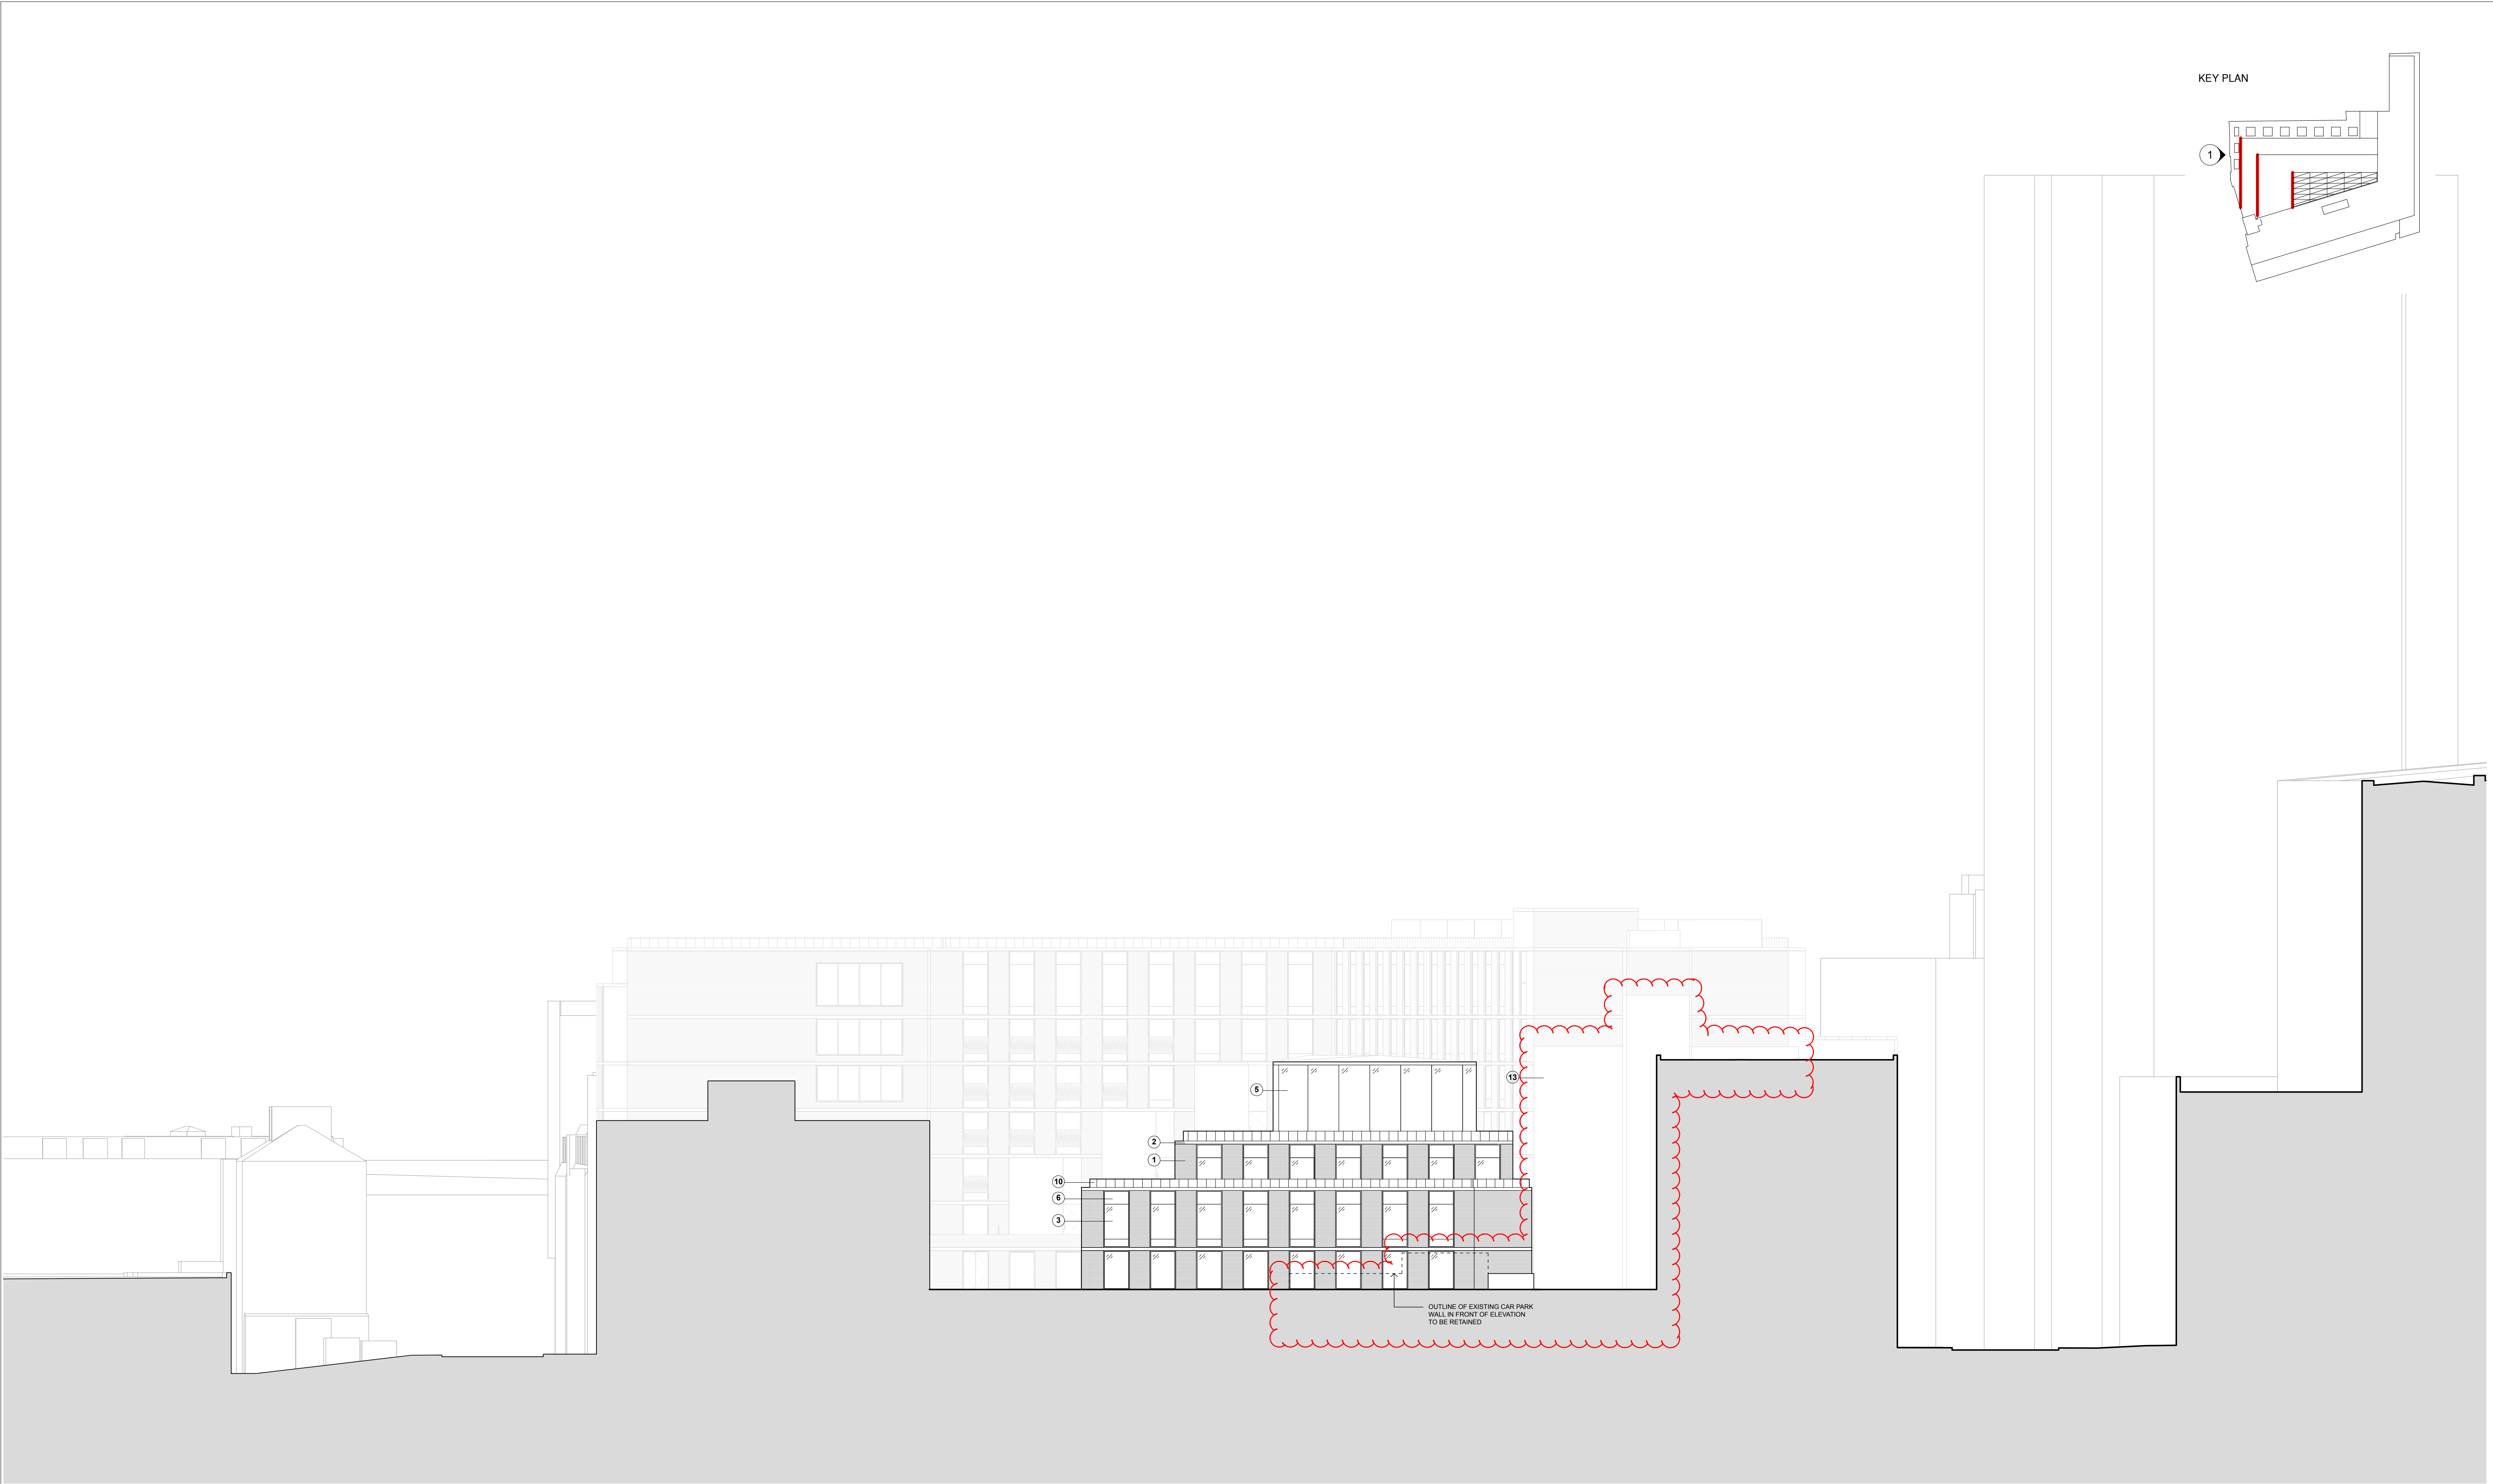 KEY PLAN
1
5
13
2
1
10
6
3
OUTLINE OF EXISTING CAR PARK
WALL IN FRONT OF ELEVATION
TO BE RETAINED